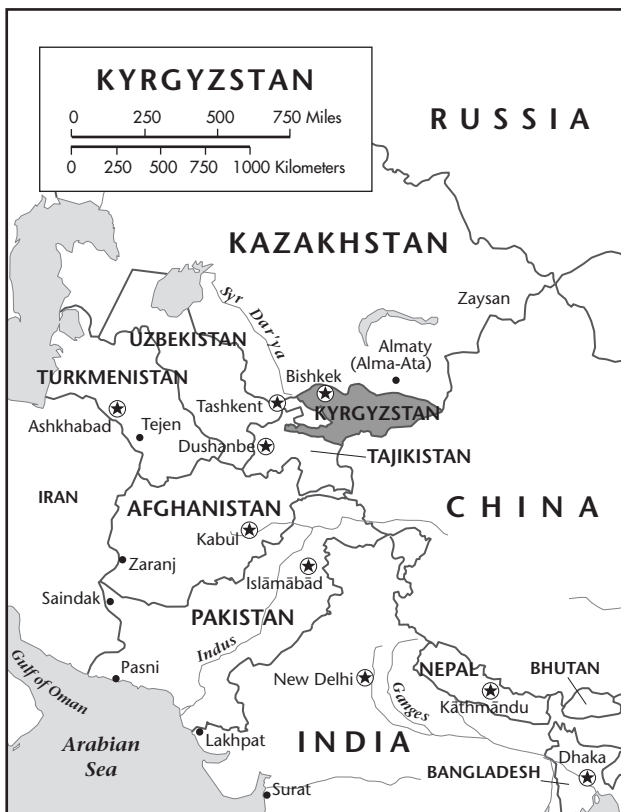 KYRGYZSTAN
0 250 500 750 Miles
0 250 500 750 1000 Kilometers
RUSSIA
KAZAKHSTAN
Zaysan
Syr Dar'ya
UZBEKISTAN
Almaty
(Alma-Ata)
Bishkek
TURKMENISTAN
Tashkent
KYRGYZSTAN
Ashkhabad
Tejen
Dushanbe
TAJIKISTAN
IRAN
AFGHANISTAN
CHINA
Kabul
Zaranj
Islāmābād
Saindak
PAKISTAN
Indus
Gulf of Oman
Pasni
New Delhi
NEPAL
BHUTAN
Ganges
Kāthmāndu
Arabian
Sea
Lakhpat
INDIA
Dhaka
BANGLADESH
Surat